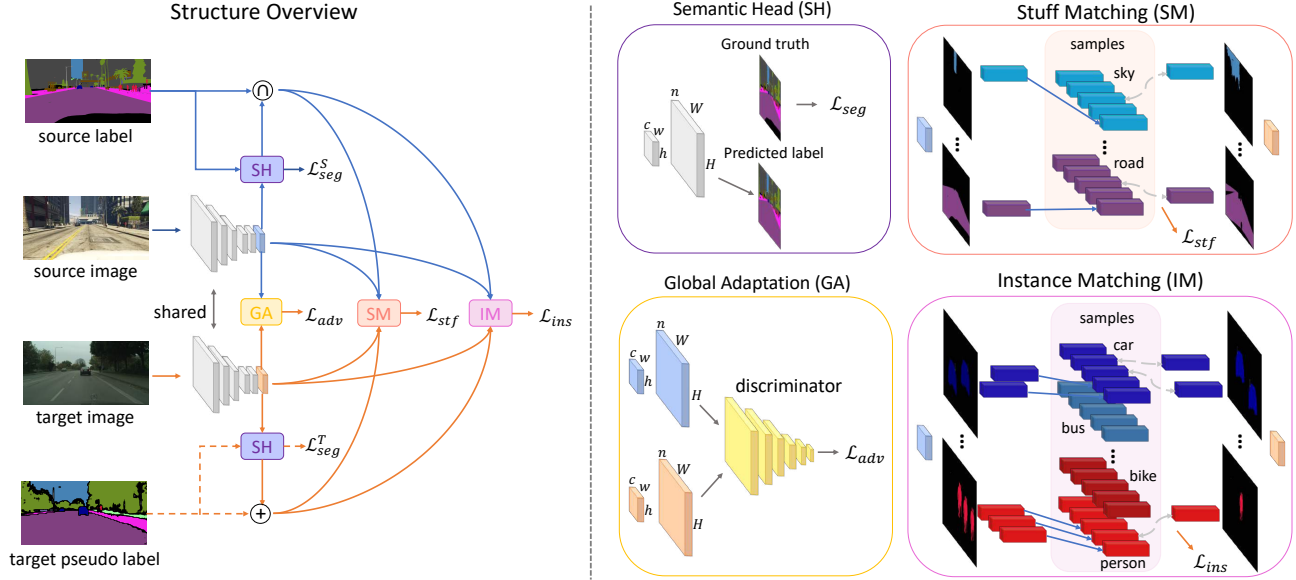 Structure Overview
source label
SH
ℒ_seg^S
source image
shared
GA
ℒ_adv
SM
ℒ_stf
IM
ℒ_ins
target image
SH
ℒ_seg^T
target pseudo label
Semantic Head (SH)
Ground truth
n
W
c
w
h
H
ℒ_seg
Predicted label
Stuff Matching (SM)
samples
sky
road
ℒ_stf
Global Adaptation (GA)
n
W
c
w
h
H
discriminator
ℒ_adv
n
W
c
w
h
H
Instance Matching (IM)
samples
car
bus
bike
person
ℒ_ins